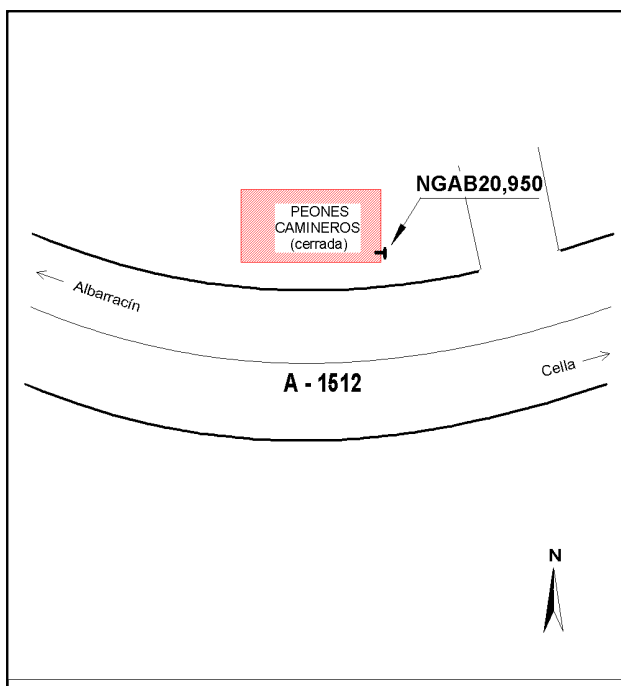 NGAB20,950
PEONES
CAMINEROS
(cerrada)
Albarracín
Cella
A - 1512
N